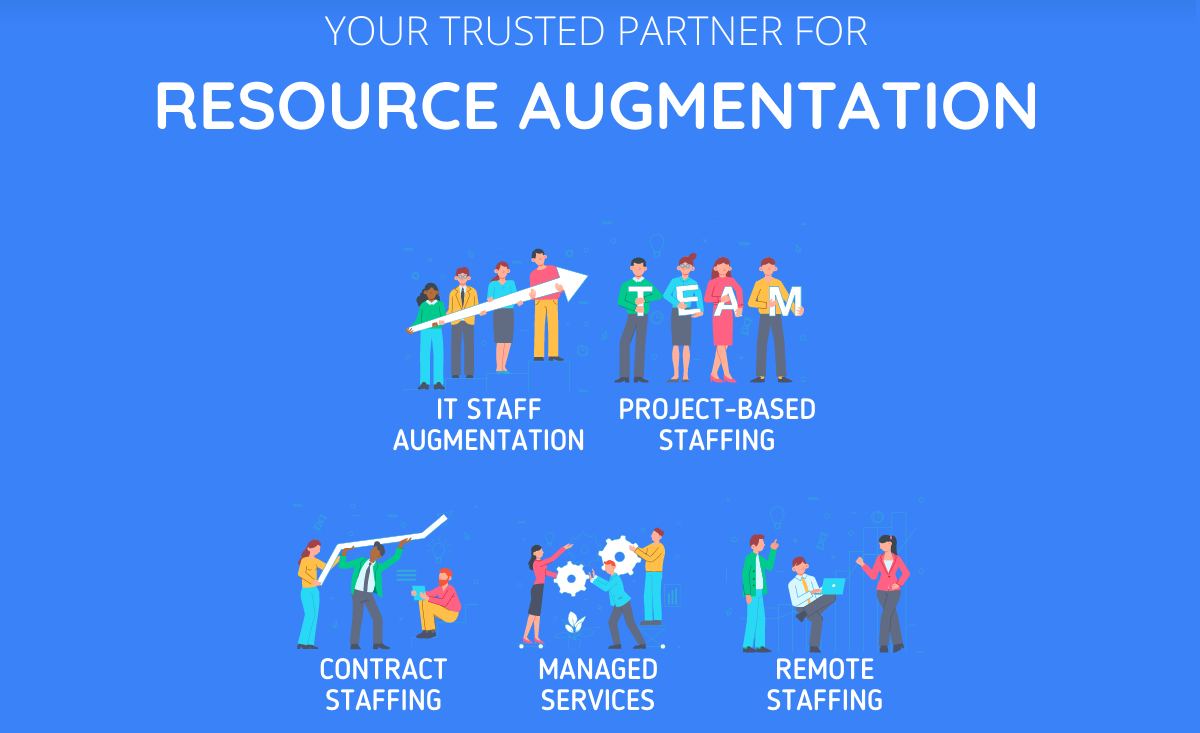 YOUR TRUSTED PARTNER FOR
RESOURCE AUGMENTATION
TEAM
IT STAFF
AUGMENTATION
PROJECT-BASED
STAFFING
CONTRACT
STAFFING
MANAGED
SERVICES
REMOTE
STAFFING